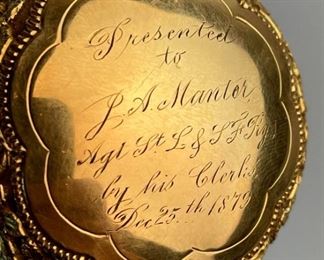 Presented
to
J. A. Manter,
Agt St. L & S F Ry
by his Clerks
Dec 25th 1879